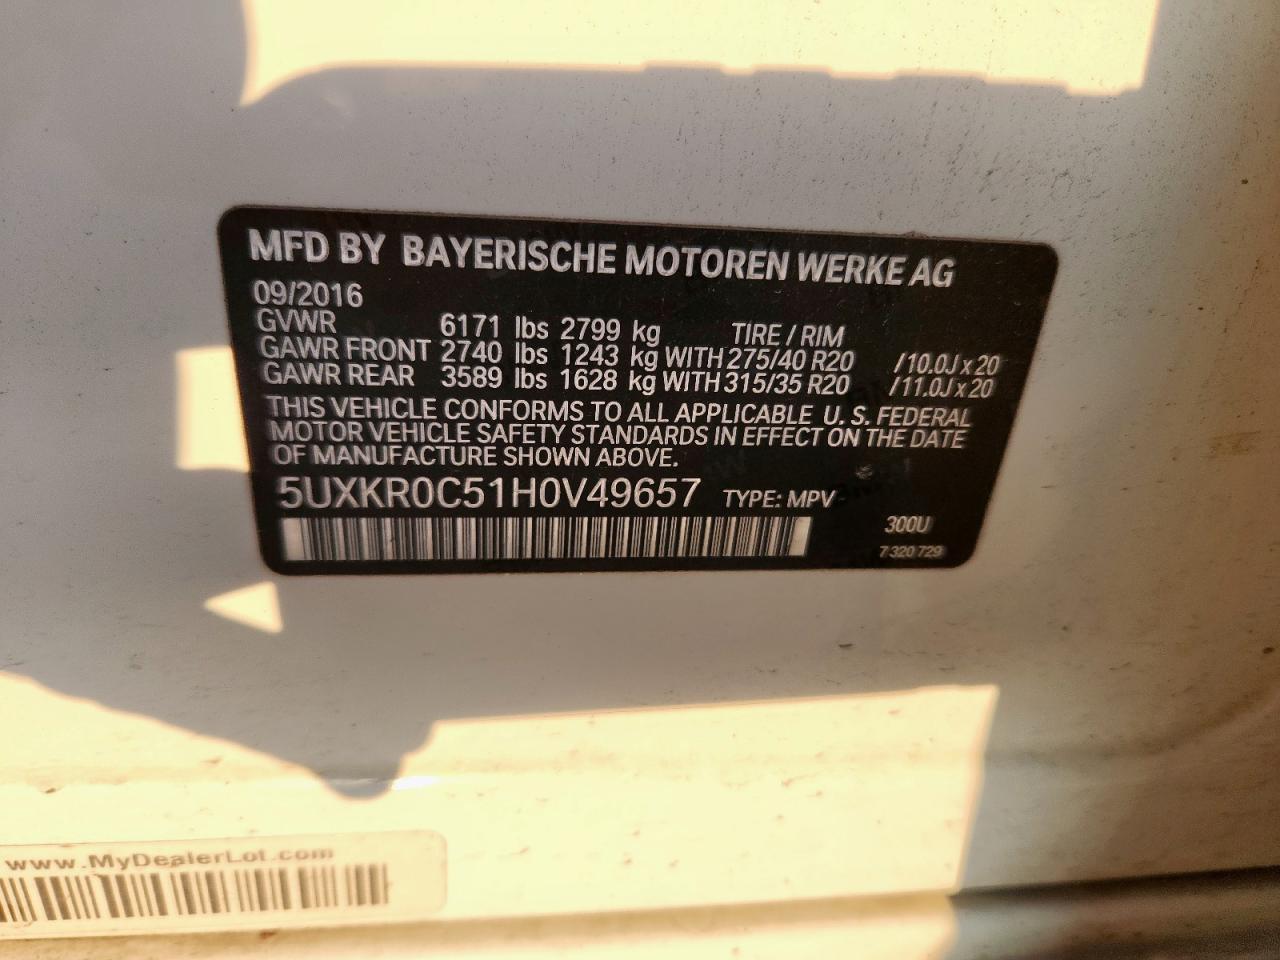 MFD BY BAYERISCHE MOTOREN WERKE AG
09/2016
GVWR 6171 lbs 2799 kg TIRE / RIM
GAWR FRONT 2740 lbs 1243 kg WITH 275/40 R20 /10.0J x 20
GAWR REAR 3589 lbs 1628 kg WITH 315/35 R20 /11.0J x 20
THIS VEHICLE CONFORMS TO ALL APPLICABLE U. S. FEDERAL
MOTOR VEHICLE SAFETY STANDARDS IN EFFECT ON THE DATE
OF MANUFACTURE SHOWN ABOVE.
5UXKR0C51H0V49657 TYPE: MPV
300U
7 320 729
www.MyDealerLot.com